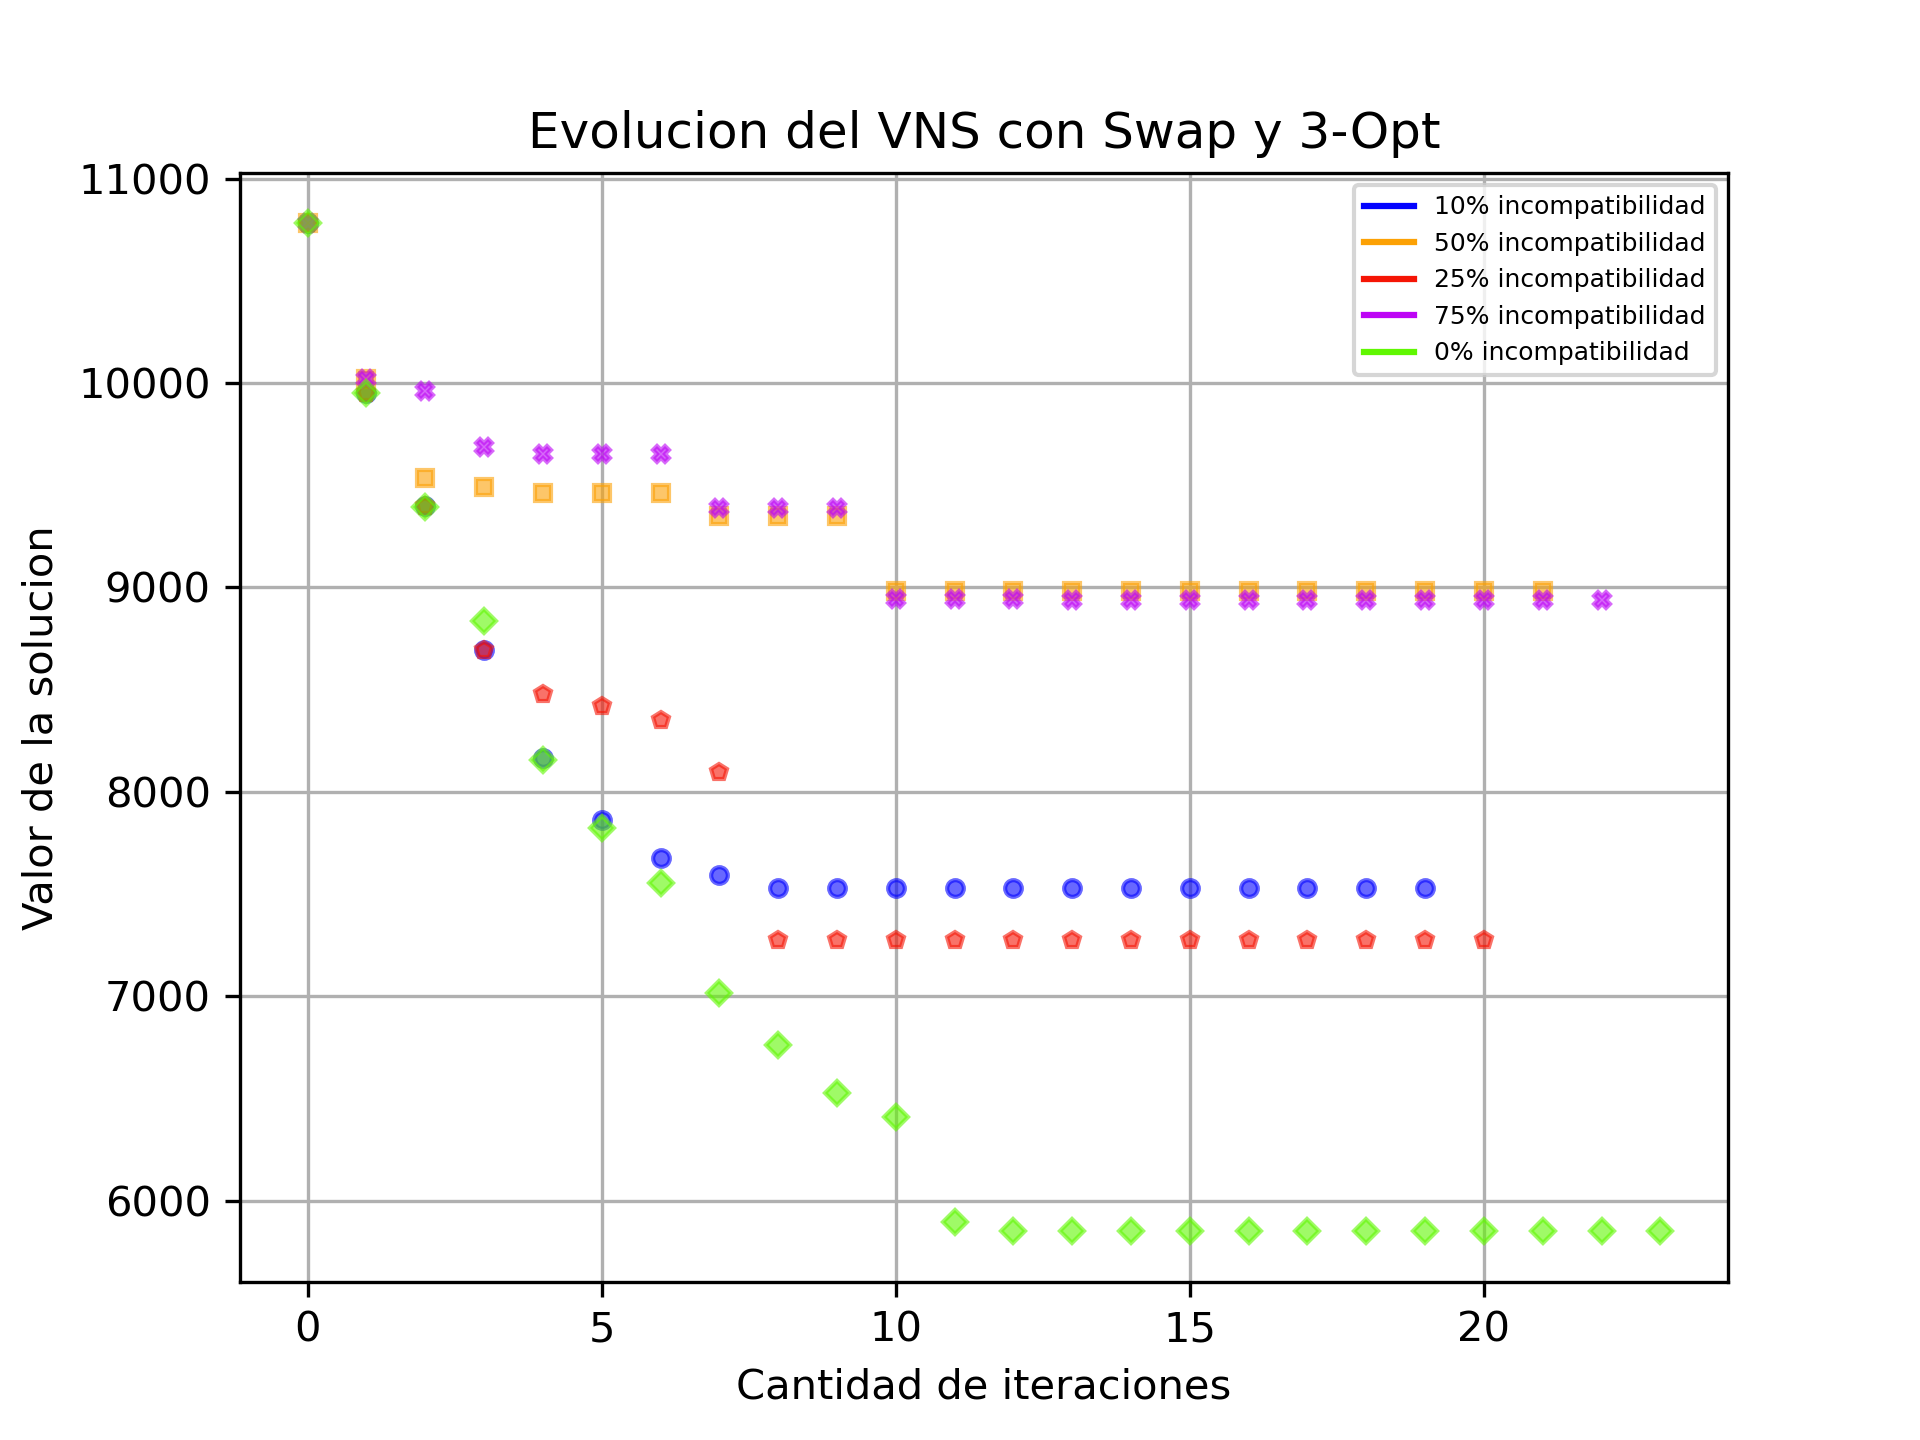 Evolucion del VNS con Swap y 3-Opt
11000
10000
9000
8000
7000
6000
Valor de la solucion
10% incompatibilidad
50% incompatibilidad
25% incompatibilidad
75% incompatibilidad
0% incompatibilidad
0 5 10 15 20
Cantidad de iteraciones